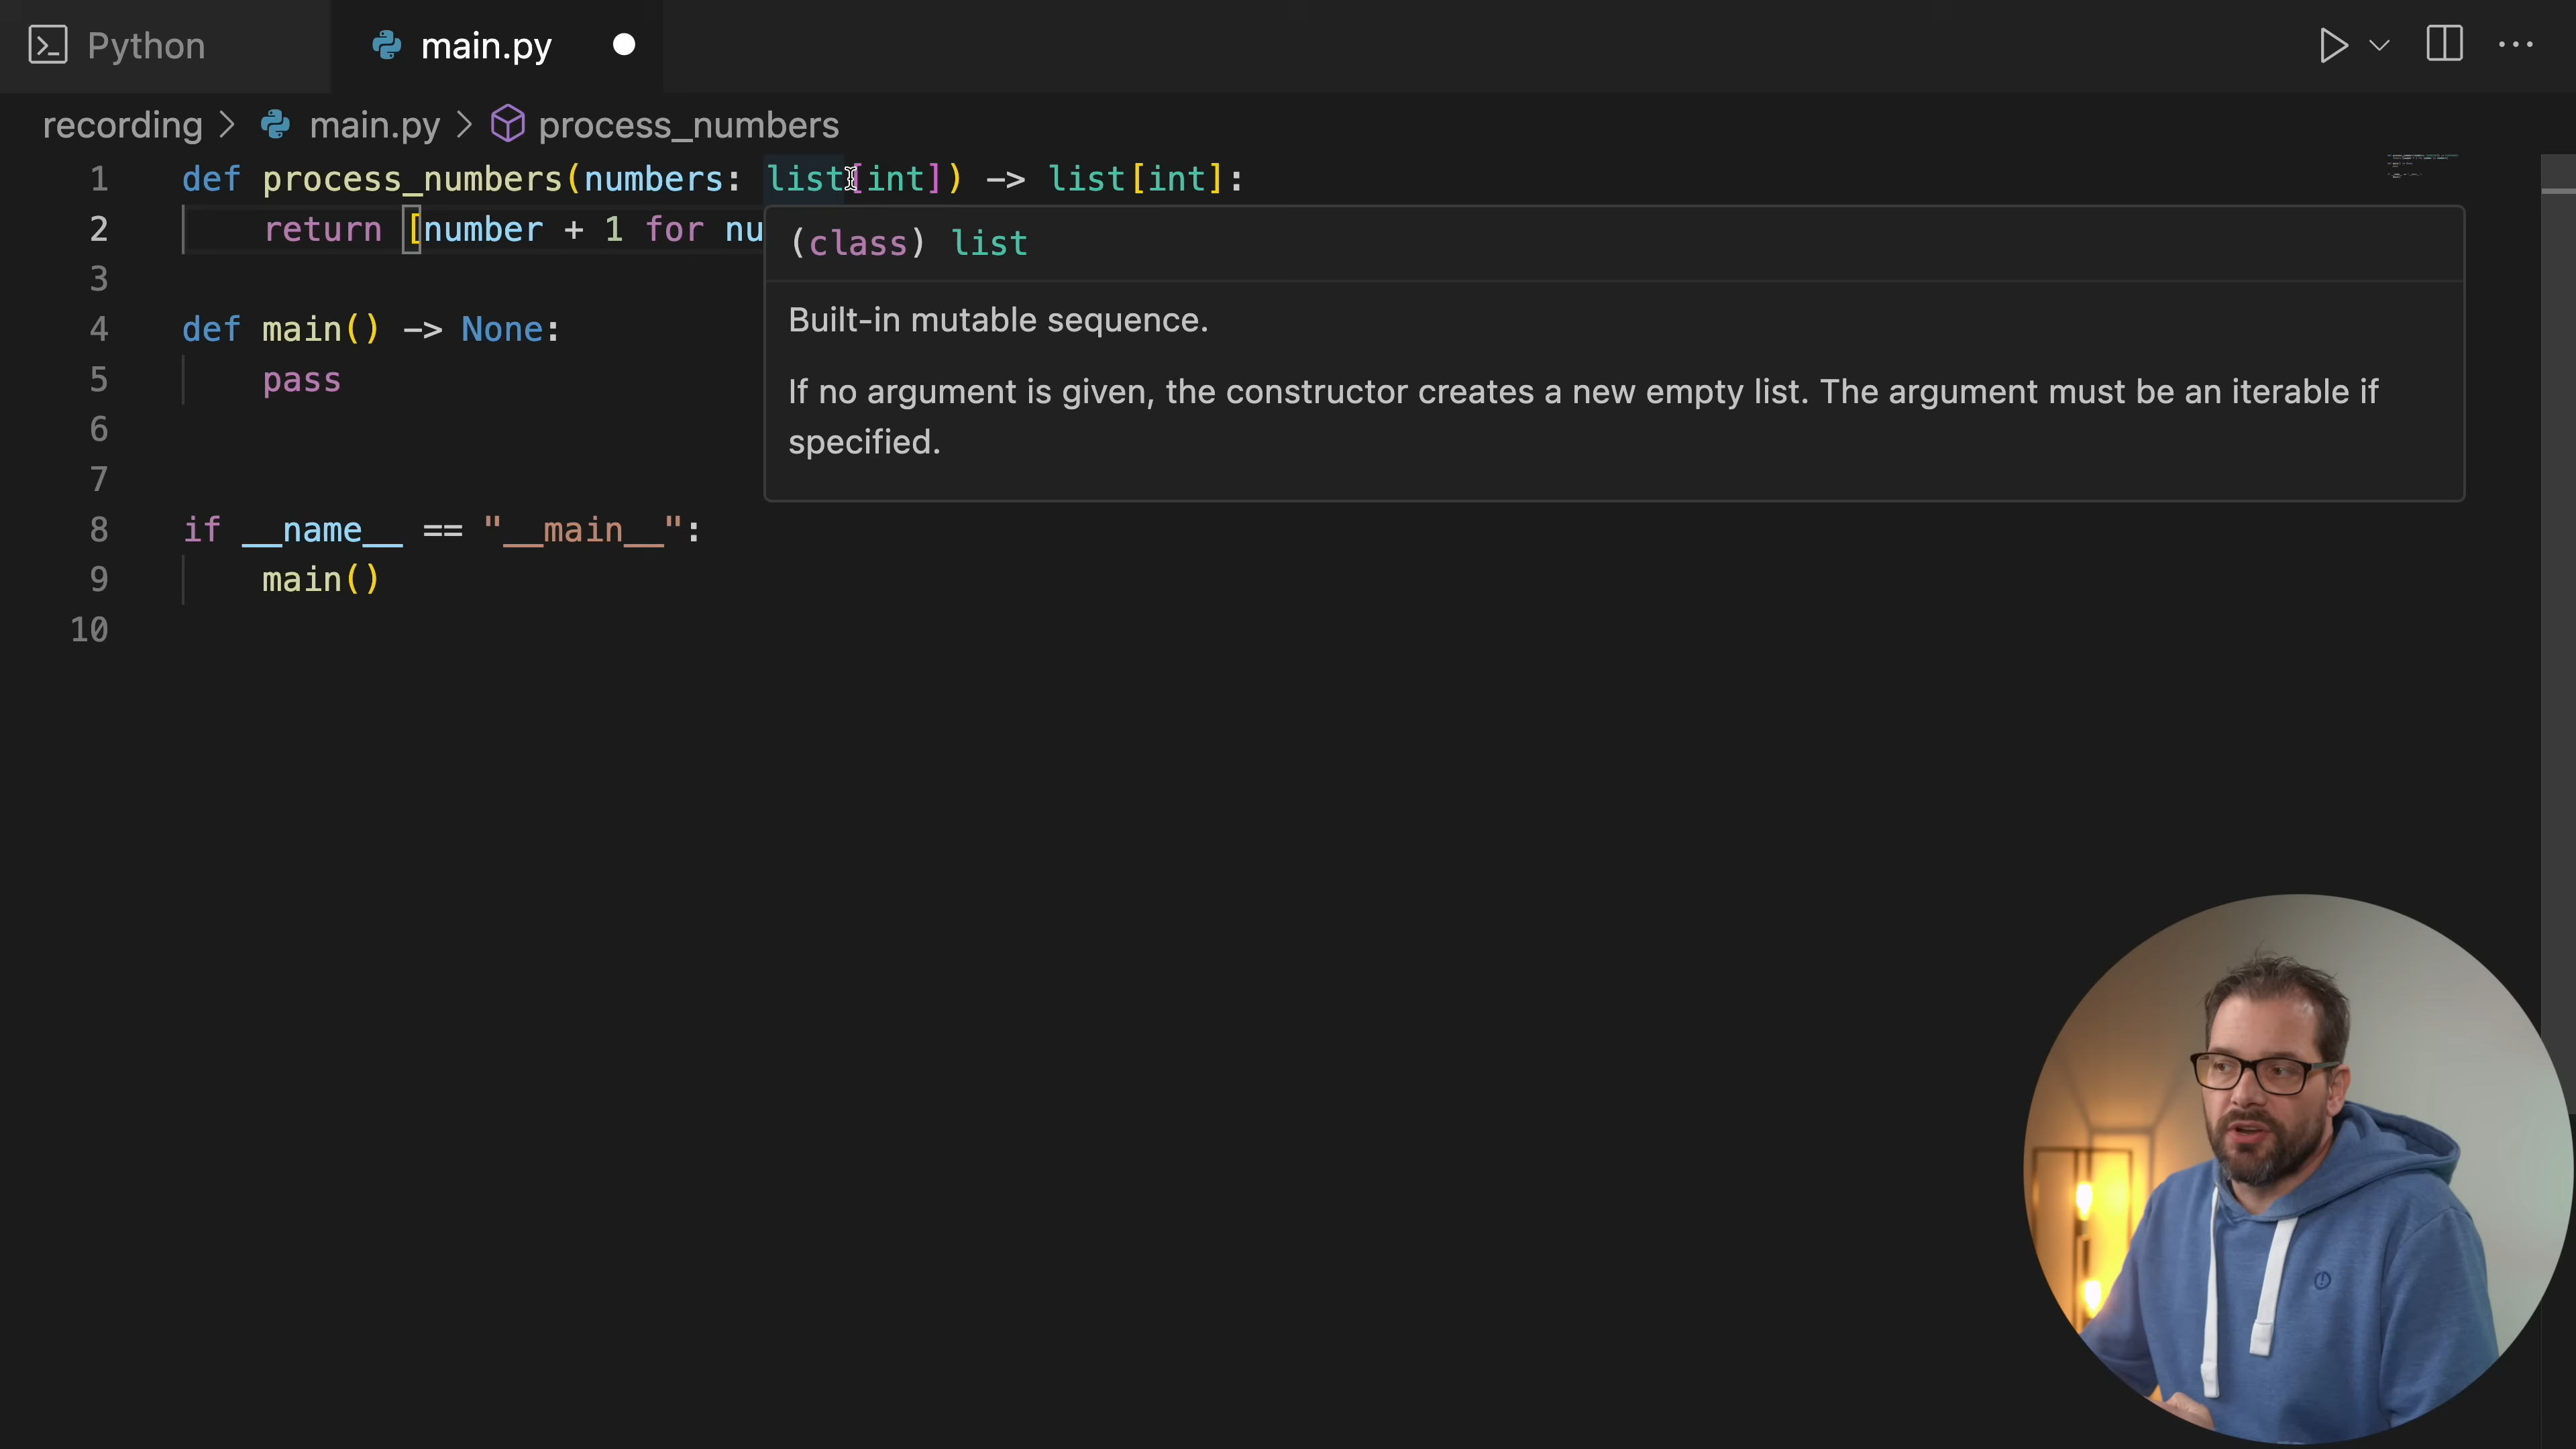 Python
main.py
recording > main.py > process_numbers
1 def process_numbers(numbers: list[int]) -> list[int]:
2     return [number + 1 for nu
(class) list
Built-in mutable sequence.
If no argument is given, the constructor creates a new empty list. The argument must be an iterable if
specified.
3
4 def main() -> None:
5     pass
6
7
8 if __name__ == "__main__":
9     main()
10